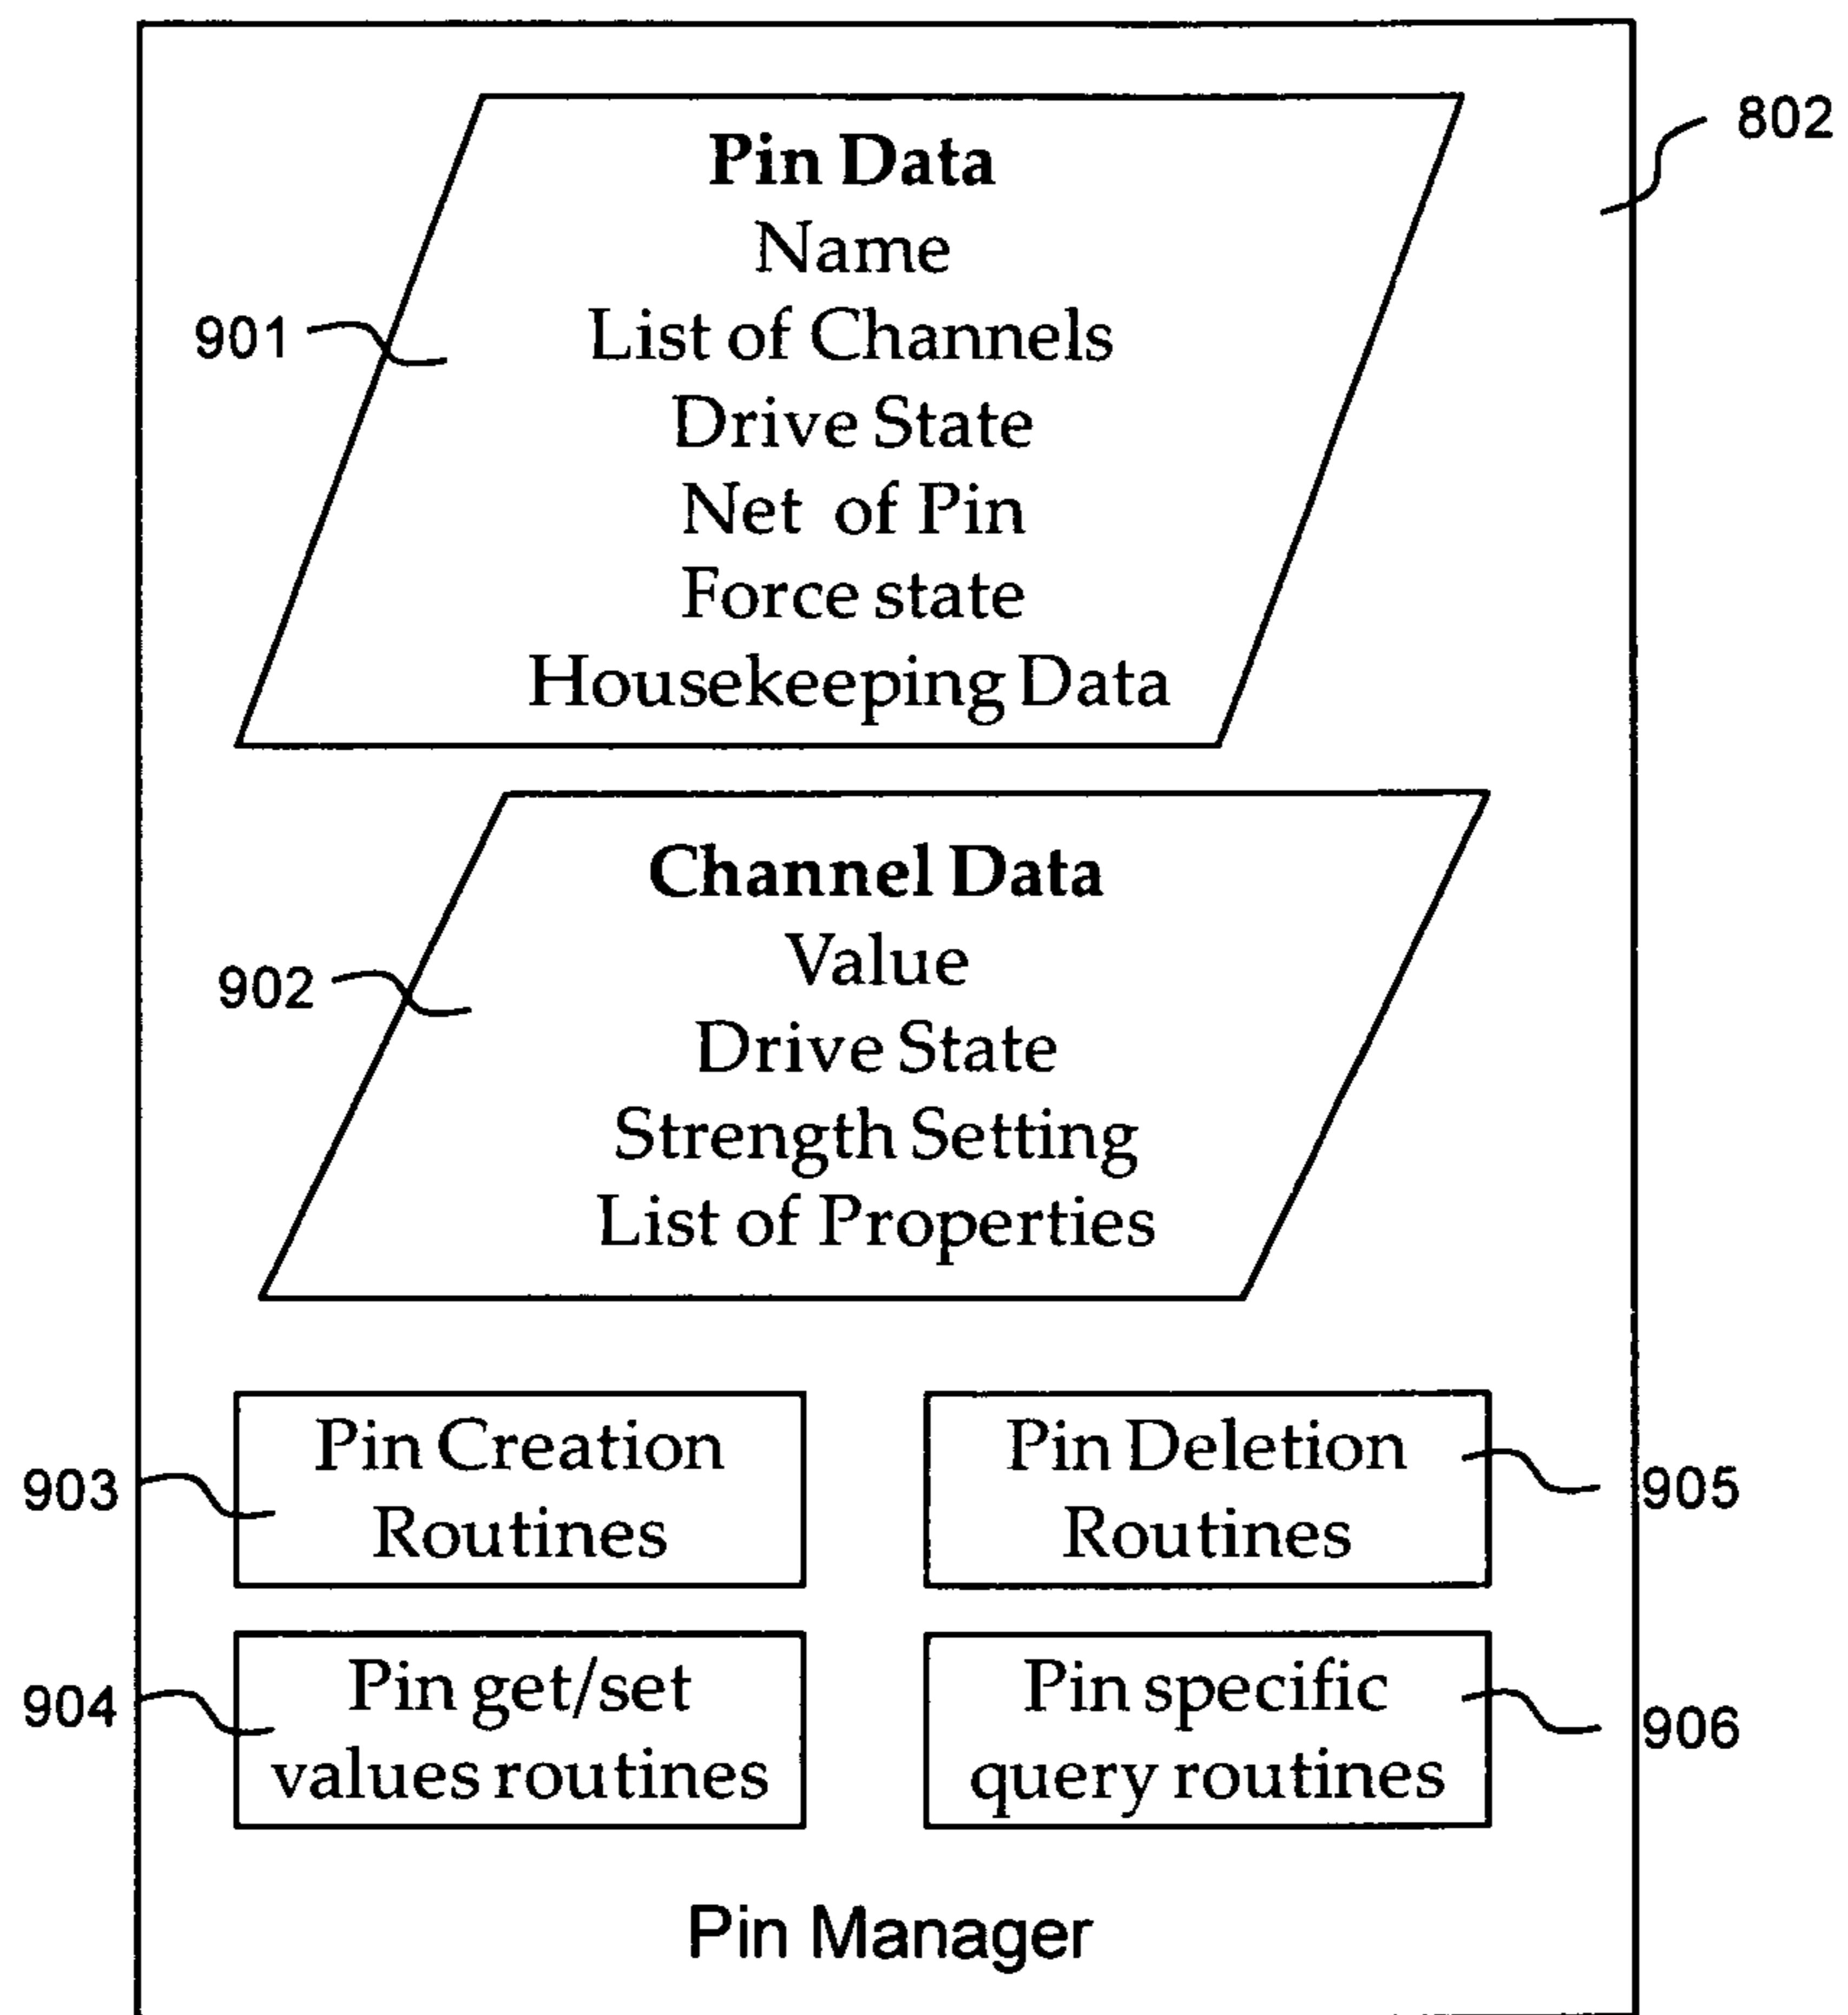 802
Pin Data
Name
901
List of Channels
Drive State
Net of Pin
Force state
Housekeeping Data
Channel Data
Value
902
Drive State
Strength Setting
List of Properties
903
Pin Creation
Routines
Pin Deletion
Routines
905
904
Pin get/set
values routines
Pin specific
query routines
906
Pin Manager